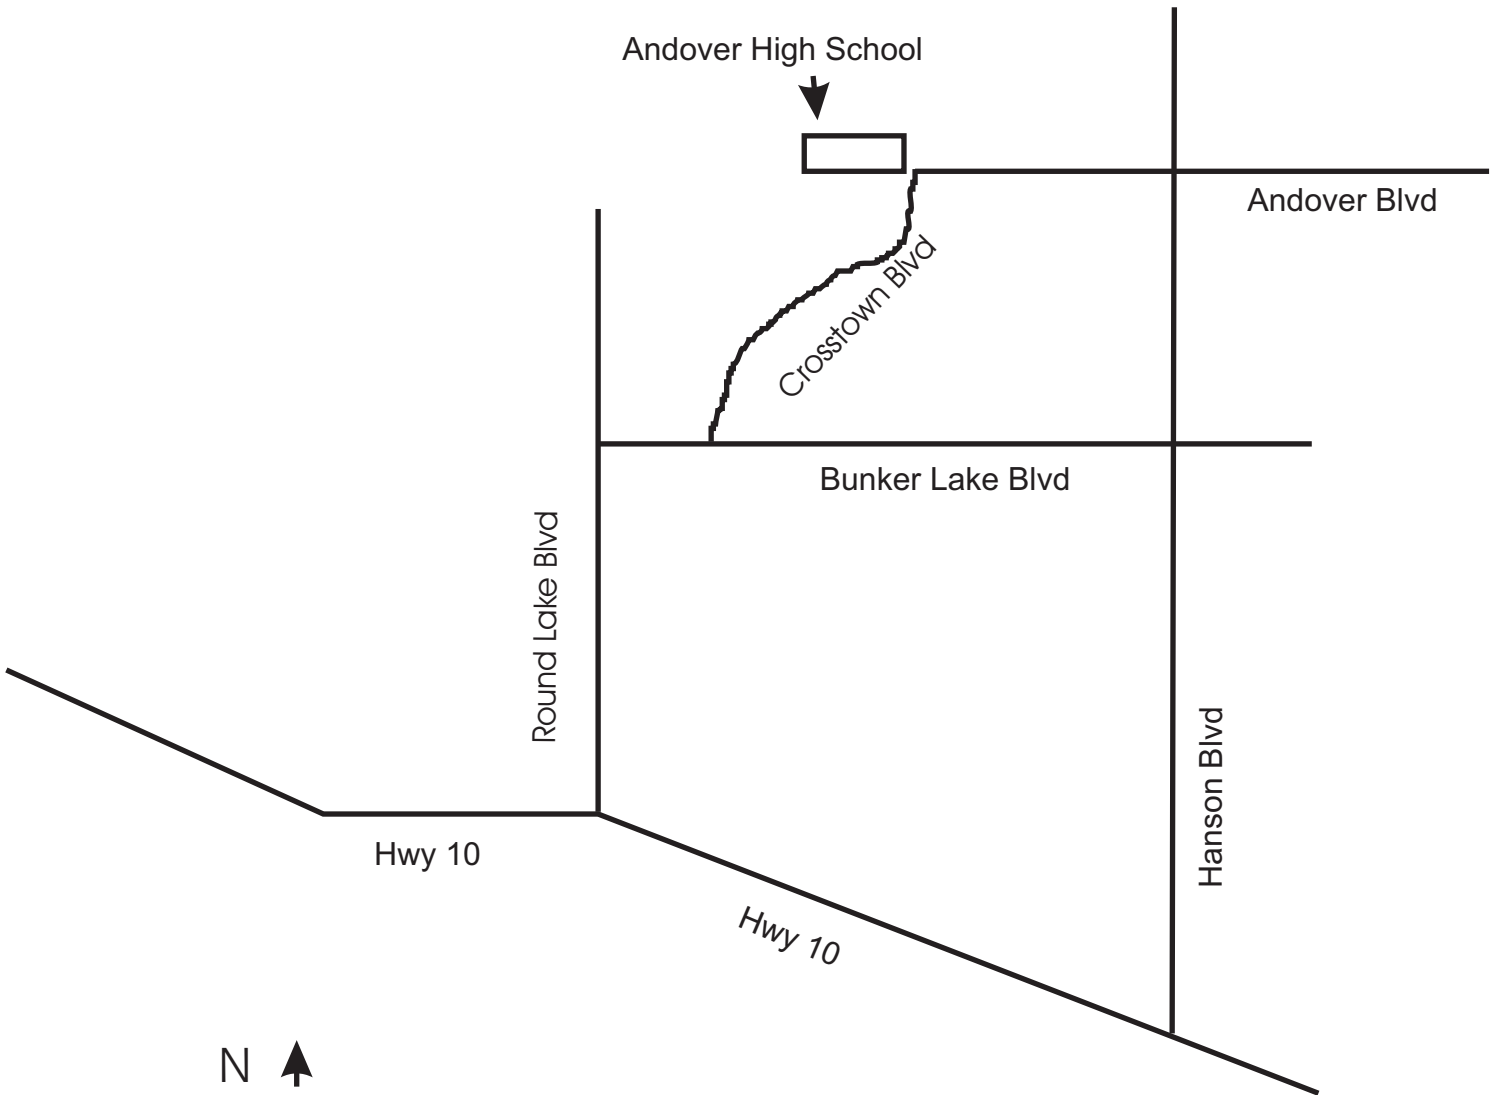 Andover High School
Andover Blvd
Crosstown Blvd
Bunker Lake Blvd
Round Lake Blvd
Hanson Blvd
Hwy 10
Hwy 10
N